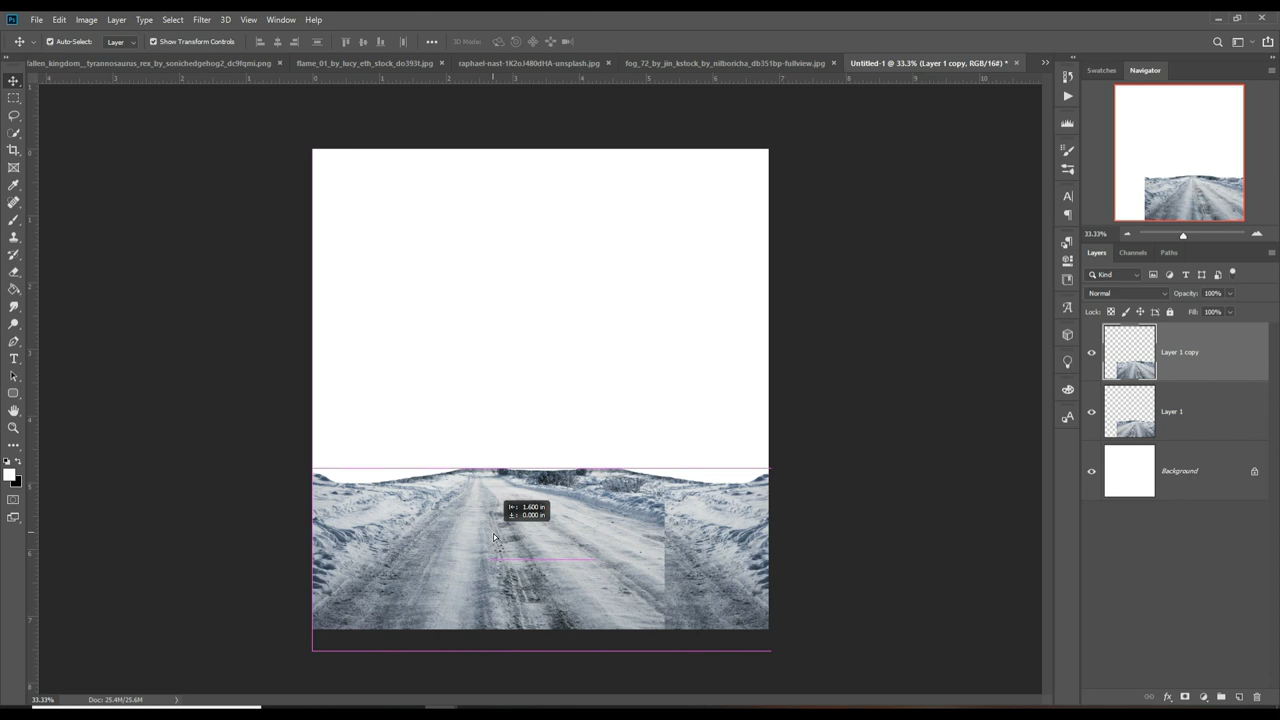 Ps File Edit Image Layer Type Select Filter 3D View Window Help
Auto-Select: Layer Show Transform Controls 3D Mode:
fallen_kingdom__tyrannosaurus_rex_by_sonichedgehog2_dc9fqmi.png × flame_01_by_lucy_eth_stock_do393t.jpg × raphael-nast-1K2oJ480dHA-unsplash.jpg × fog_72_by_jin_kstock_by_nilboricha_db351bp-fullview.jpg × Untitled-1 @ 33.3% (Layer 1 copy, RGB/16#) * ×
Swatches Navigator
33.33%
Layers Channels Paths
Kind
Normal Opacity: 100%
Lock: Fill: 100%
Layer 1 copy
Layer 1
Background
1.600 in
0.000 in
33.33% Doc: 25.4M/25.6M